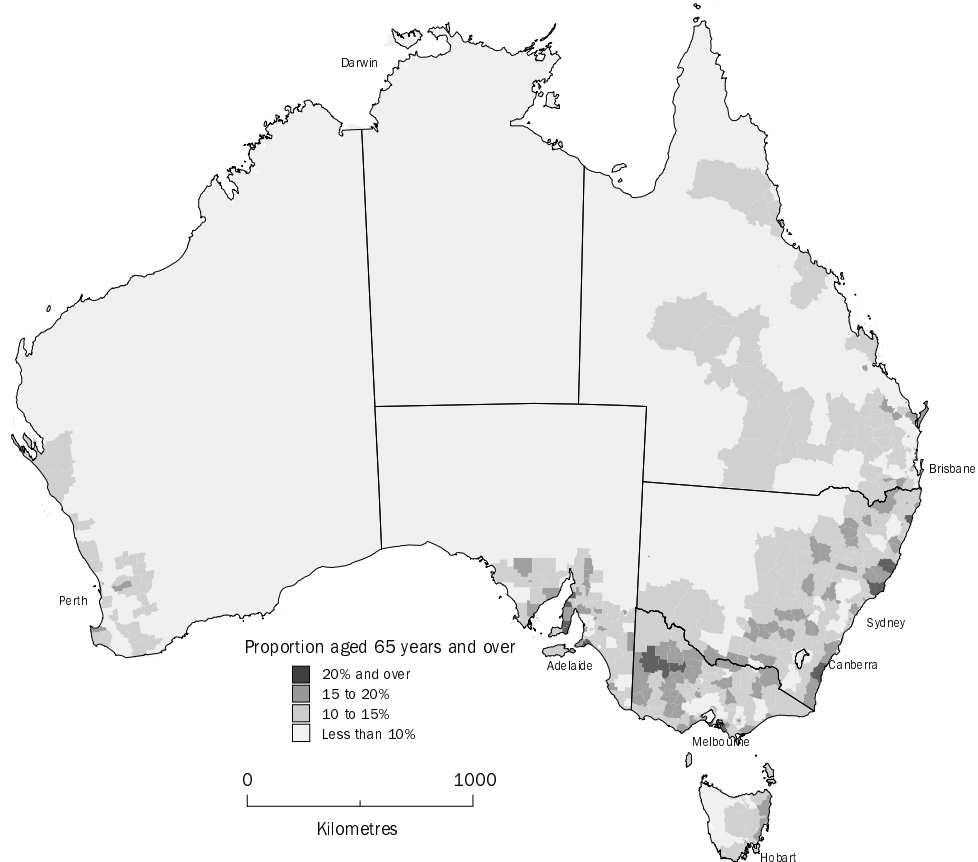 Darwin
Brisbane
Perth
Sydney
Proportion aged 65 years and over
Adelaide
Canberra
20% and over
15 to 20%
10 to 15%
Less than 10%
Melbourne
0 1000
Kilometres
Hobart